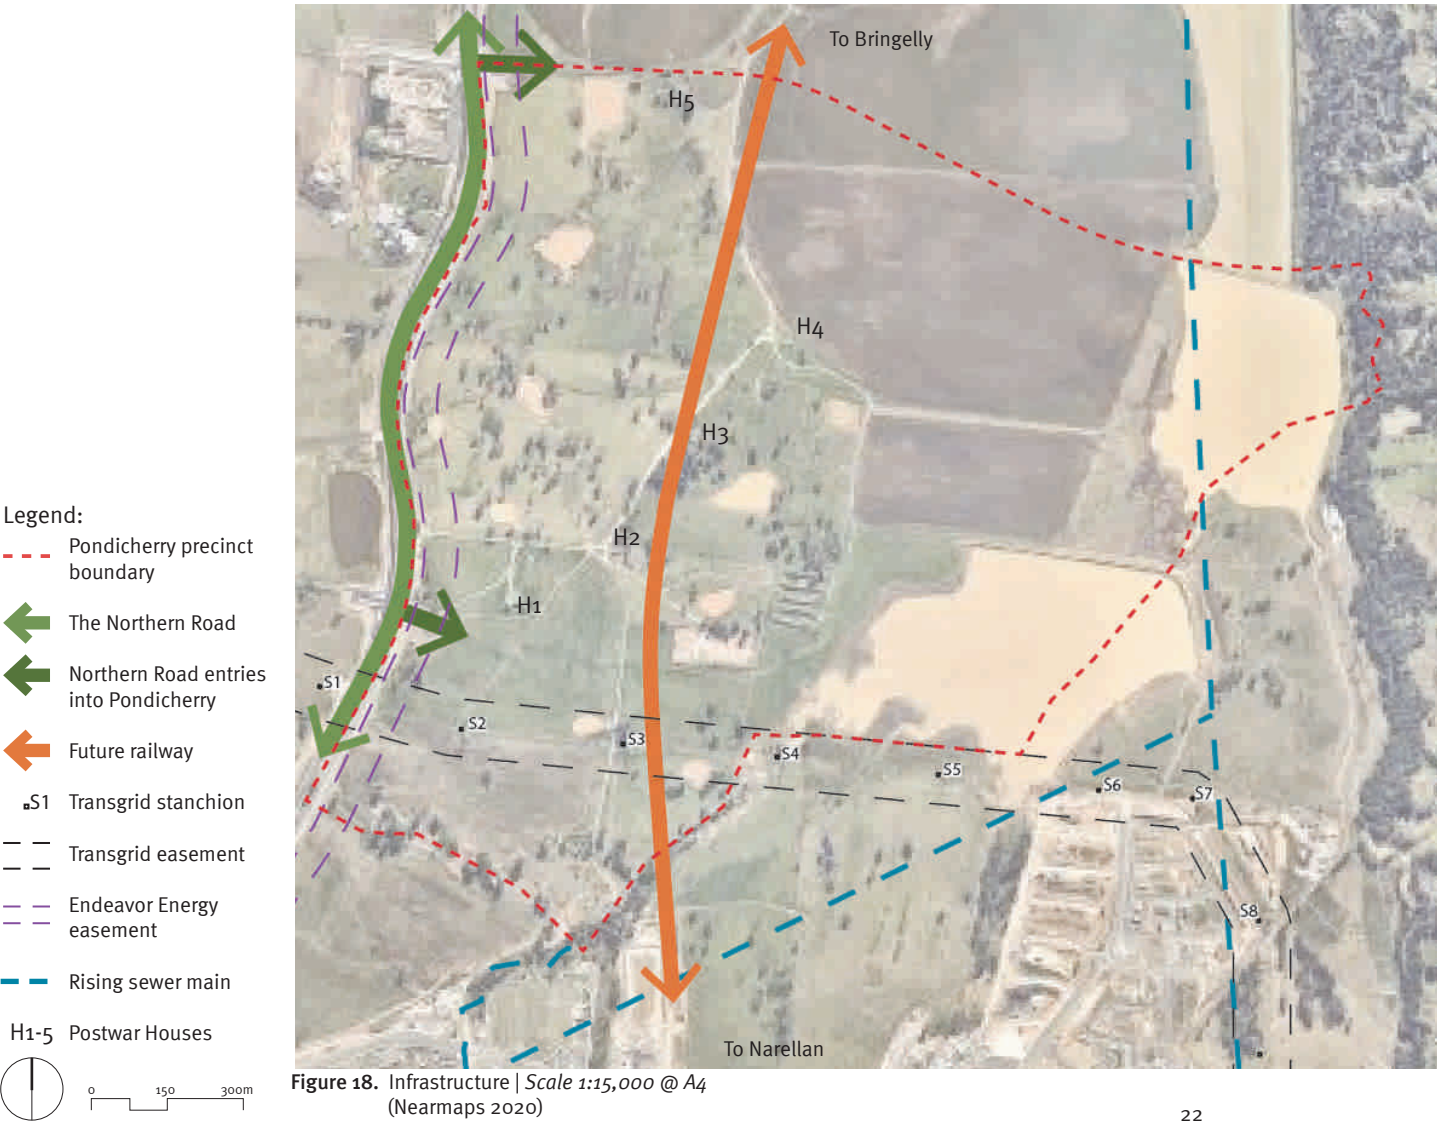 To Bringelly
H5
H4
H3
H2
H1
S1
S2
S3
S4
S5
S6
S7
S8
To Narellan
Legend:
Pondicherry precinct
boundary
The Northern Road
Northern Road entries
into Pondicherry
Future railway
S1 Transgrid stanchion
Transgrid easement
Endeavor Energy
easement
Rising sewer main
H1-5 Postwar Houses
0 150 300m
Figure 18. Infrastructure | Scale 1:15,000 @ A4
(Nearmaps 2020)
22